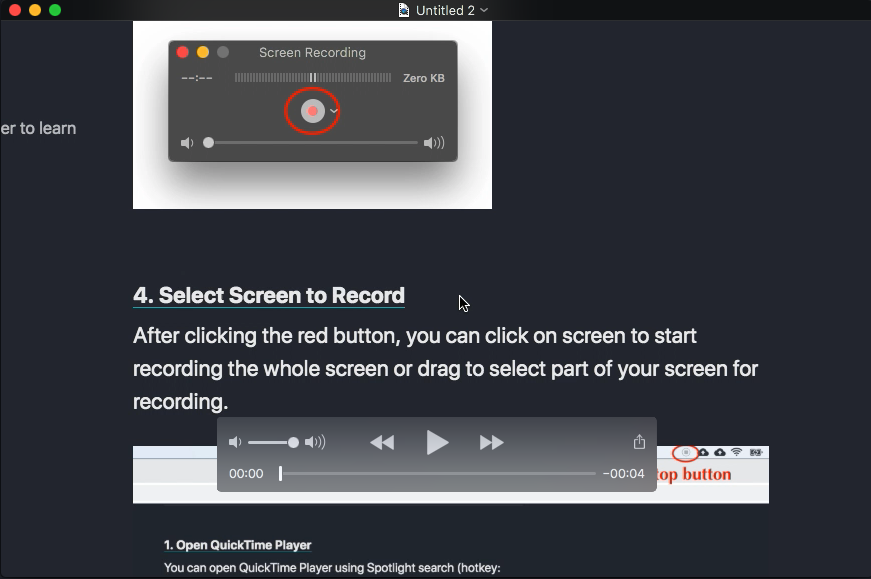 Untitled 2
Screen Recording
--:--
Zero KB
er to learn
4. Select Screen to Record
After clicking the red button, you can click on screen to start
recording the whole screen or drag to select part of your screen for
recording.
00:00
-00:04
top button
1. Open QuickTime Player
You can open QuickTime Player using Spotlight search (hotkey: